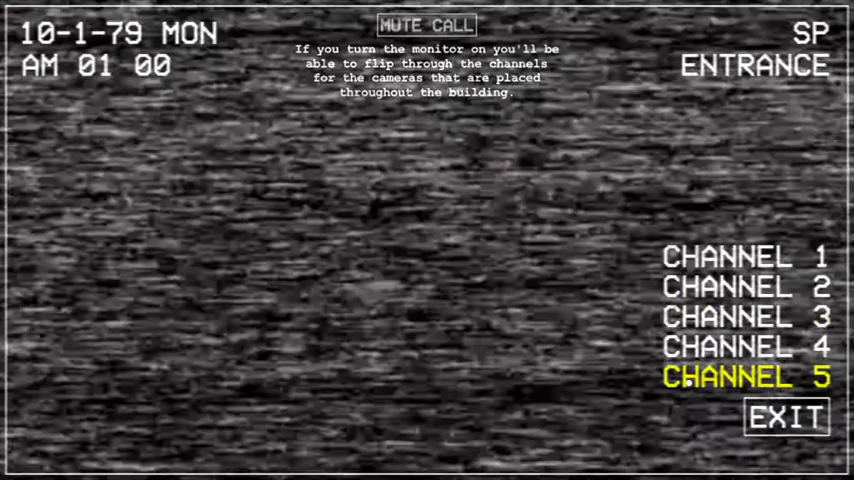 10-1-79 MON
AM 01 00
MUTE CALL
If you turn the monitor on you'll be
able to flip through the channels
for the cameras that are placed
throughout the building.
SP
ENTRANCE
CHANNEL 1
CHANNEL 2
CHANNEL 3
CHANNEL 4
CHANNEL 5
EXIT